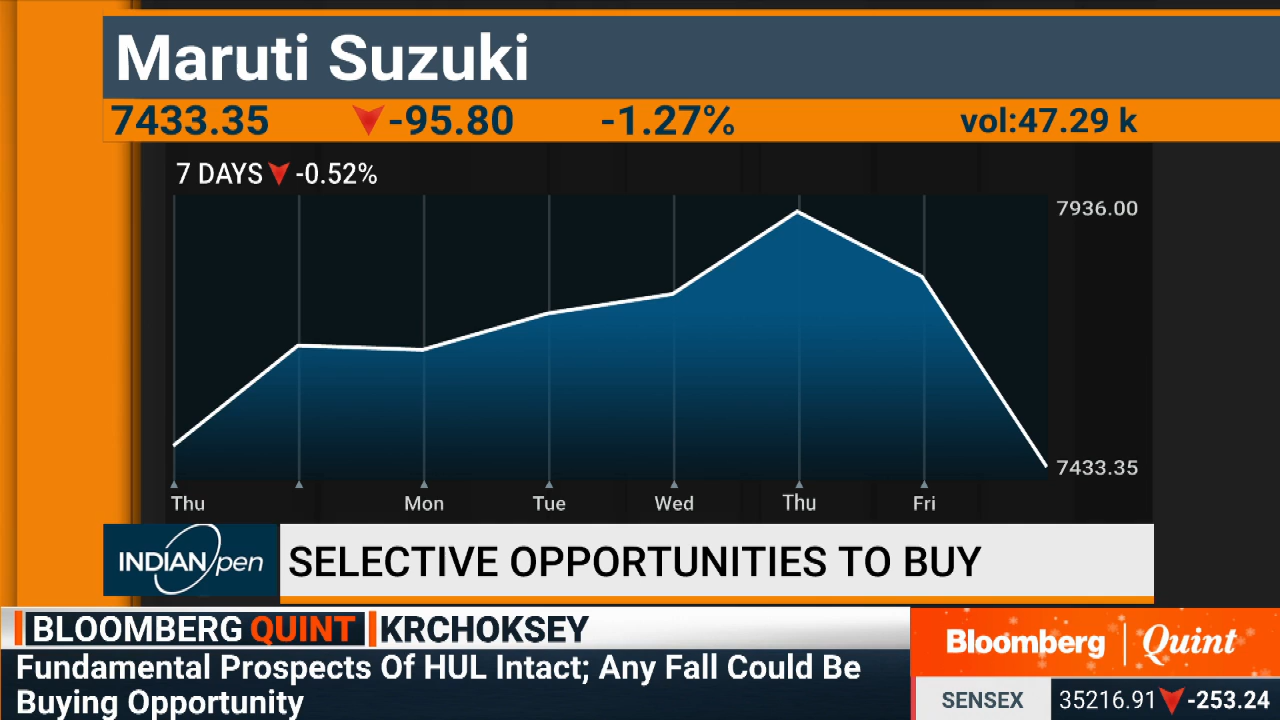 Maruti Suzuki
7433.35 -95.80 -1.27% vol:47.29 k
7 DAYS -0.52%
7936.00
7433.35
Thu Mon Tue Wed Thu Fri
INDIAN Open SELECTIVE OPPORTUNITIES TO BUY
BLOOMBERG QUINT KRCHOKSEY
Fundamental Prospects Of HUL Intact; Any Fall Could Be
Buying Opportunity
Bloomberg | Quint
SENSEX 35216.91 -253.24